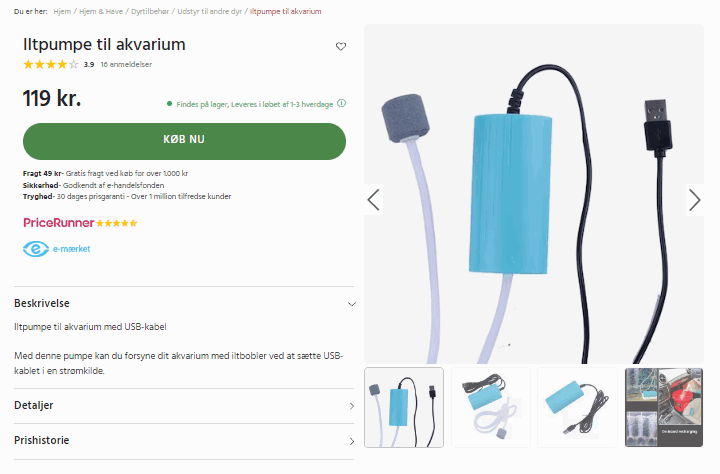 Du er her: Hjem / Hjem & Have / Dyrtilbehør / Udstyr til andre dyr / Iltpumpe til akvarium
Iltpumpe til akvarium
3.9 16 anmeldelser
119 kr.
Findes på lager, Leveres i løbet af 1-3 hverdage
KØB NU
Fragt 49 kr- Gratis fragt ved køb for over 1.000 kr
Sikkerhed- Godkendt af e-handelsfonden
Tryghed- 30 dages prisgaranti - Over 1 million tilfredse kunder
PriceRunner
e-mærket
Beskrivelse
Iltpumpe til akvarium med USB-kabel
Med denne pumpe kan du forsyne dit akvarium med iltbobler ved at sætte USB-
kablet i en strømkilde.
Detaljer
Prishistorie